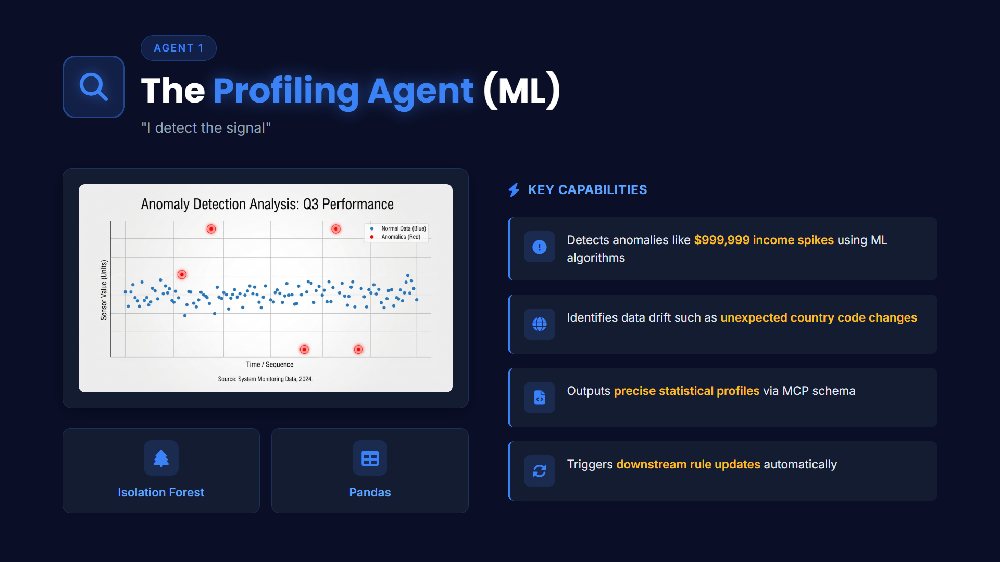 AGENT 1
The Profiling Agent (ML)
"I detect the signal"
Anomaly Detection Analysis: Q3 Performance
Normal Data (Blue)
Anomalies (Red)
Sensor Value (Units)
Time / Sequence
Source: System Monitoring Data, 2024.
Isolation Forest
Pandas
KEY CAPABILITIES
Detects anomalies like $999,999 income spikes using ML
algorithms
Identifies data drift such as unexpected country code changes
Outputs precise statistical profiles via MCP schema
Triggers downstream rule updates automatically